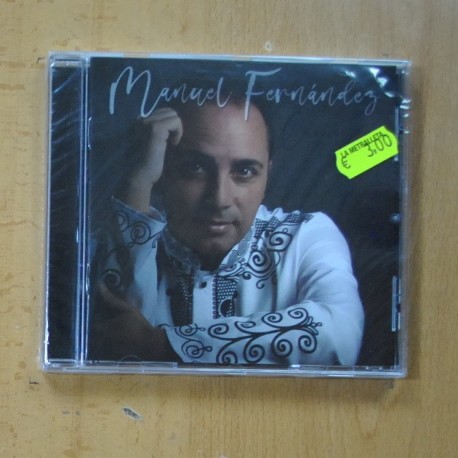 Manuel Fernández
LA METRALLETA
€ 3,00